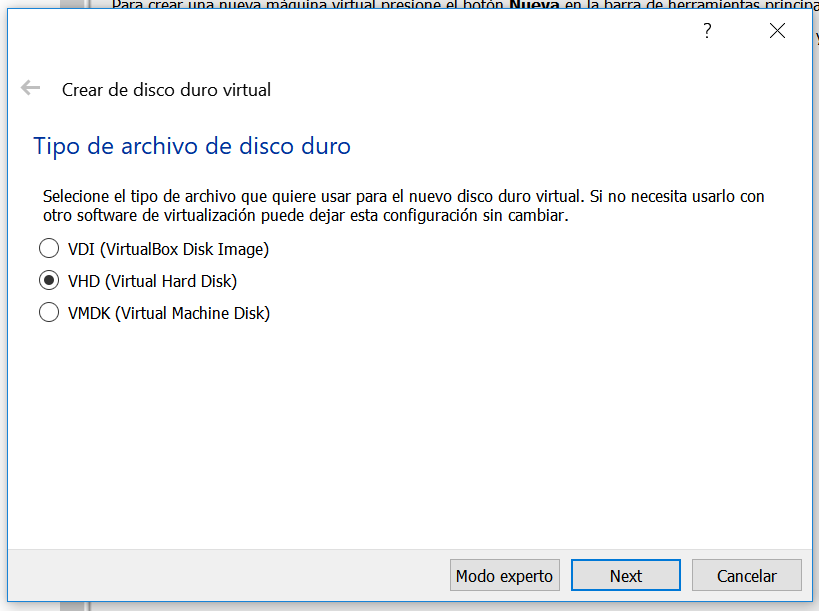 Para crear una nueva máquina virtual presione el botón Nueva en la barra de herramientas
?
Crear de disco duro virtual
Tipo de archivo de disco duro
Selecione el tipo de archivo que quiere usar para el nuevo disco duro virtual. Si no necesita usarlo con
otro software de virtualización puede dejar esta configuración sin cambiar.
VDI (VirtualBox Disk Image)
VHD (Virtual Hard Disk)
VMDK (Virtual Machine Disk)
Modo experto
Next
Cancelar